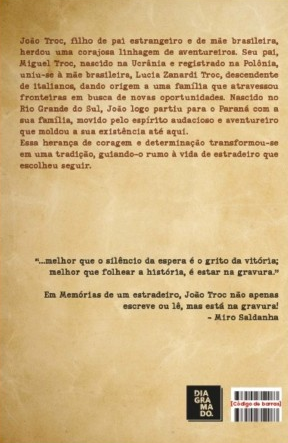 João Troc, filho de pai estrangeiro e de mãe brasileira,
herdou uma corajosa linhagem de aventureiros. Seu pai,
Miguel Troc, nascido na Ucrânia e registrado na Polônia,
uniu-se à mãe brasileira, Lucia Zanardi Troc, descendente
de italianos, dando origem a uma família que atravessou
fronteiras em busca de novas oportunidades. Nascido no
Rio Grande do Sul, João logo partiu para o Paraná com a
sua família, movido pelo espírito audacioso e aventureiro
que moldou a sua existência até aqui.
Essa herança de coragem e determinação transformou-se
em uma tradição, guiando-o rumo à vida de estradeiro que
escolheu seguir.
“...melhor que o silêncio da espera é o grito da vitória;
melhor que folhear a história, é estar na gravura.”
Em Memórias de um estradeiro, João Troc não apenas
escreve ou lê, mas está na gravura!
- Miro Saldanha
DIA
GRA
MA
DO.
[Código de barras]